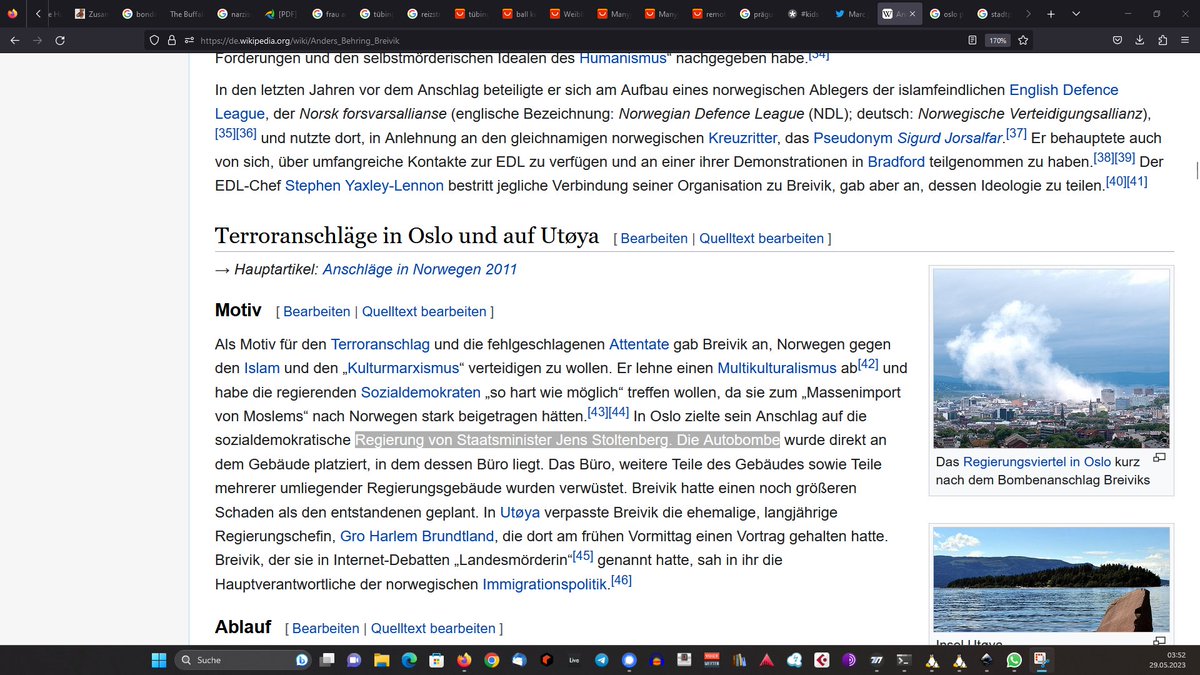 Zusan
bond
The Buffal
narzis
[PDF]
frau a
tübin
reizst
tübin
ball k
Weibl
Many
Many
remot
prägu
#kids
Marc
oslo p
stadtp
https://de.wikipedia.org/wiki/Anders_Behring_Breivik
170%
Forderungen und den selbstmörderischen Idealen des Humanismus“ nachgegeben habe.[34]
In den letzten Jahren vor dem Anschlag beteiligte er sich am Aufbau eines norwegischen Ablegers der islamfeindlichen English Defence
League, der Norsk forsvarsallianse (englische Bezeichnung: Norwegian Defence League (NDL); deutsch: Norwegische Verteidigungsallianz),
[35][36] und nutzte dort, in Anlehnung an den gleichnamigen norwegischen Kreuzritter, das Pseudonym Sigurd Jorsalfar.[37] Er behauptete auch
von sich, über umfangreiche Kontakte zur EDL zu verfügen und an einer ihrer Demonstrationen in Bradford teilgenommen zu haben.[38][39] Der
EDL-Chef Stephen Yaxley-Lennon bestritt jegliche Verbindung seiner Organisation zu Breivik, gab aber an, dessen Ideologie zu teilen.[40][41]
Terroranschläge in Oslo und auf Utøya [ Bearbeiten | Quelltext bearbeiten ]
→ Hauptartikel: Anschläge in Norwegen 2011
Motiv [ Bearbeiten | Quelltext bearbeiten ]
Als Motiv für den Terroranschlag und die fehlgeschlagenen Attentate gab Breivik an, Norwegen gegen
den Islam und den „Kulturmarxismus“ verteidigen zu wollen. Er lehne einen Multikulturalismus ab[42] und
habe die regierenden Sozialdemokraten „so hart wie möglich“ treffen wollen, da sie zum „Massenimport
von Moslems“ nach Norwegen stark beigetragen hätten.[43][44] In Oslo zielte sein Anschlag auf die
sozialdemokratische Regierung von Staatsminister Jens Stoltenberg. Die Autobombe wurde direkt an
dem Gebäude platziert, in dem dessen Büro liegt. Das Büro, weitere Teile des Gebäudes sowie Teile
mehrerer umliegender Regierungsgebäude wurden verwüstet. Breivik hatte einen noch größeren
Schaden als den entstandenen geplant. In Utøya verpasste Breivik die ehemalige, langjährige
Regierungschefin, Gro Harlem Brundtland, die dort am frühen Vormittag einen Vortrag gehalten hatte.
Breivik, der sie in Internet-Debatten „Landesmörderin“[45] genannt hatte, sah in ihr die
Hauptverantwortliche der norwegischen Immigrationspolitik.[46]
Das Regierungsviertel in Oslo kurz
nach dem Bombenanschlag Breiviks
Insel Utøya
Ablauf [ Bearbeiten | Quelltext bearbeiten ]
Suche
Live
03:52
29.05.2023